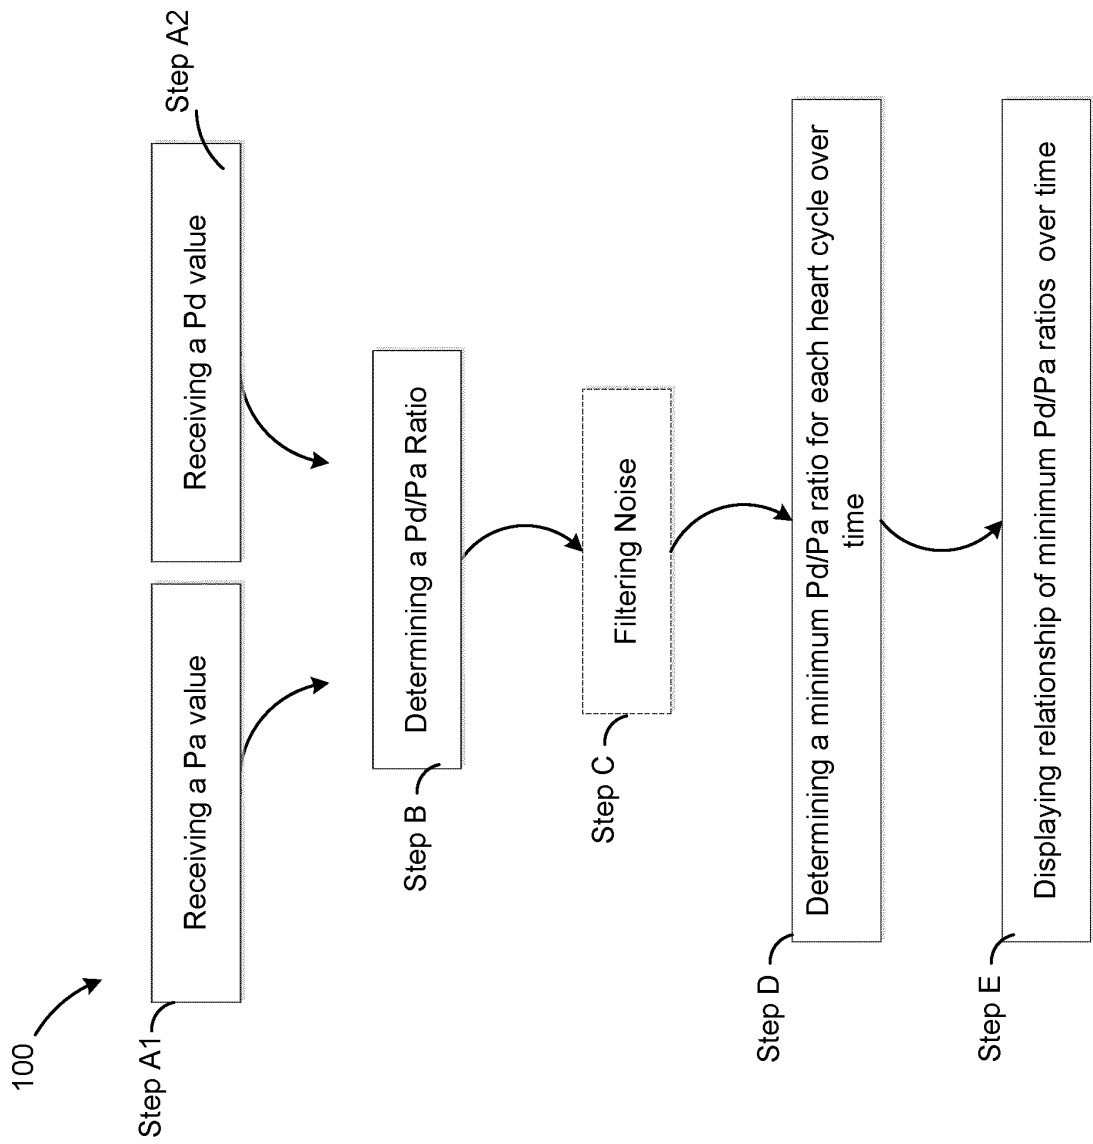 100
Step A1
Receiving a Pa value
Receiving a Pd value
Step A2
Step B
Determining a Pd/Pa Ratio
Step C
Filtering Noise
Step D
Determining a minimum Pd/Pa ratio for each heart cycle over
time
Step E
Displaying relationship of minimum Pd/Pa ratios over time